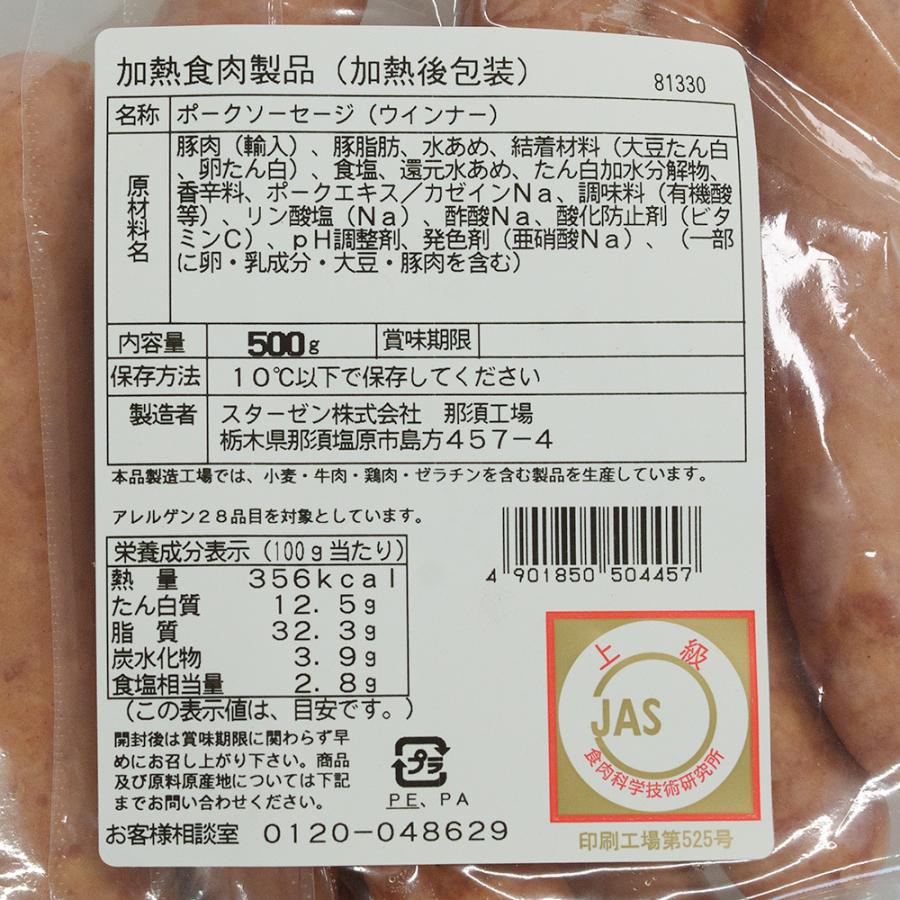 加熱食肉製品（加熱後包装）
81330
名称 ポークソーセージ（ウインナー）
原材料名
豚肉（輸入）、豚脂肪、水あめ、結着材料（大豆たん白
、卵たん白）、食塩、還元水あめ、たん白加水分解物、
香辛料、ポークエキス／カゼインＮａ、調味料（有機酸
等）、リン酸塩（Ｎａ）、酢酸Ｎａ、酸化防止剤（ビタ
ミンＣ）、ｐＨ調整剤、発色剤（亜硝酸Ｎａ）、（一部
に卵・乳成分・大豆・豚肉を含む）
内容量 500g 賞味期限
保存方法 １０℃以下で保存してください
製造者 スターゼン株式会社 那須工場
栃木県那須塩原市島方４５７－４
本品製造工場では、小麦・牛肉・鶏肉・ゼラチンを含む製品を生産しています。
アレルゲン２８品目を対象としています。
栄養成分表示（100ｇ当たり）
熱量 356kcal
たん白質 12.5g
脂質 32.3g
炭水化物 3.9g
食塩相当量 2.8g
（この表示値は、目安です。）
開封後は賞味期限に関わらず早
めにお召し上がり下さい。商品
及び原料原産地については下記
までお問い合わせください。
お客様相談室 0120-048629
プラ
PE、PA
4 901850 504457
上級
JAS
食肉科学技術研究所
印刷工場第525号